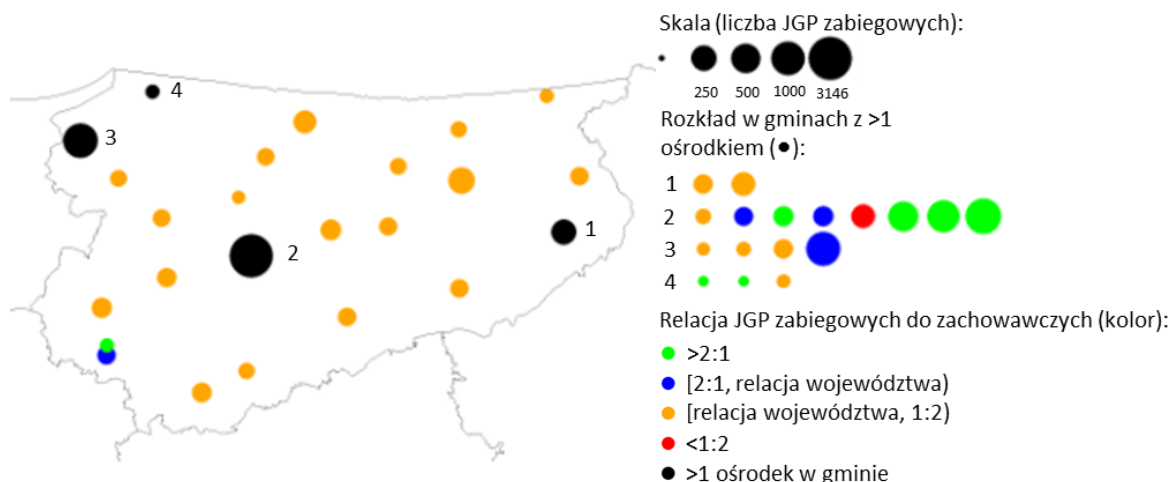 Skala (liczba JGP zabiegowych):
250 500 1000 3146
Rozkład w gminach z >1
ośrodkiem (●):
1
2
3
4
Relacja JGP zabiegowych do zachowawczych (kolor):
>2:1
[2:1, relacja województwa)
[relacja województwa, 1:2)
<1:2
>1 ośrodek w gminie
4
3
1
2